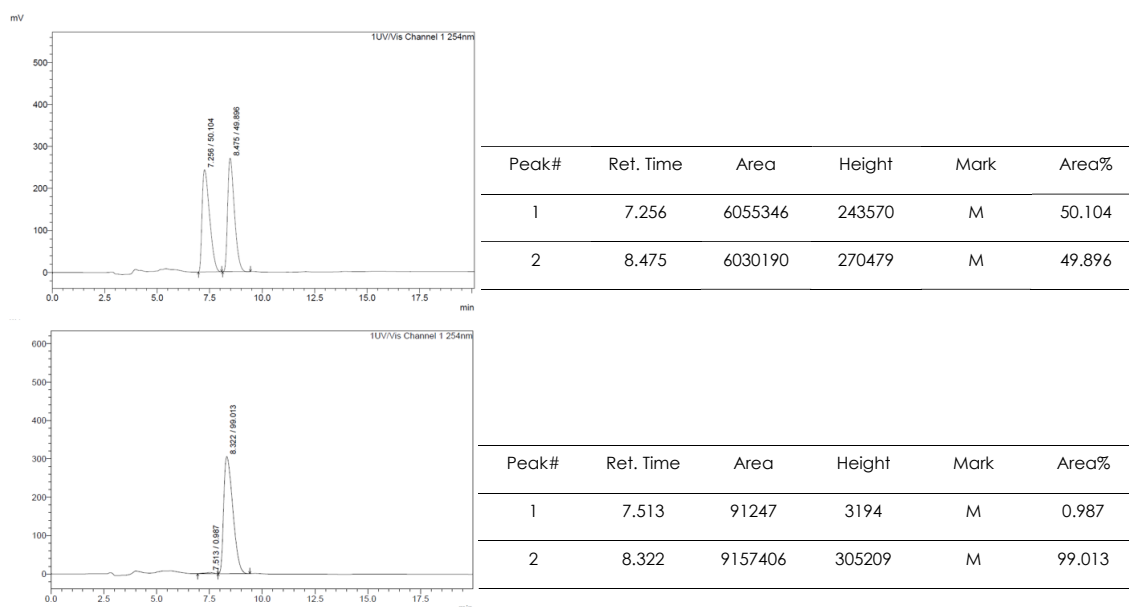 mV
1UV/Vis Channel 1 254nm
500
400
300
200
100
0
7.256 / 50.104
8.475 / 49.896
0.0 2.5 5.0 7.5 10.0 12.5 15.0 17.5
min
Peak# Ret. Time Area Height Mark Area%
1 7.256 6055346 243570 M 50.104
2 8.475 6030190 270479 M 49.896
1UV/Vis Channel 1 254nm
600
500
400
300
200
100
0
7.513 / 0.987
8.322 / 99.013
0.0 2.5 5.0 7.5 10.0 12.5 15.0 17.5
Peak# Ret. Time Area Height Mark Area%
1 7.513 91247 3194 M 0.987
2 8.322 9157406 305209 M 99.013